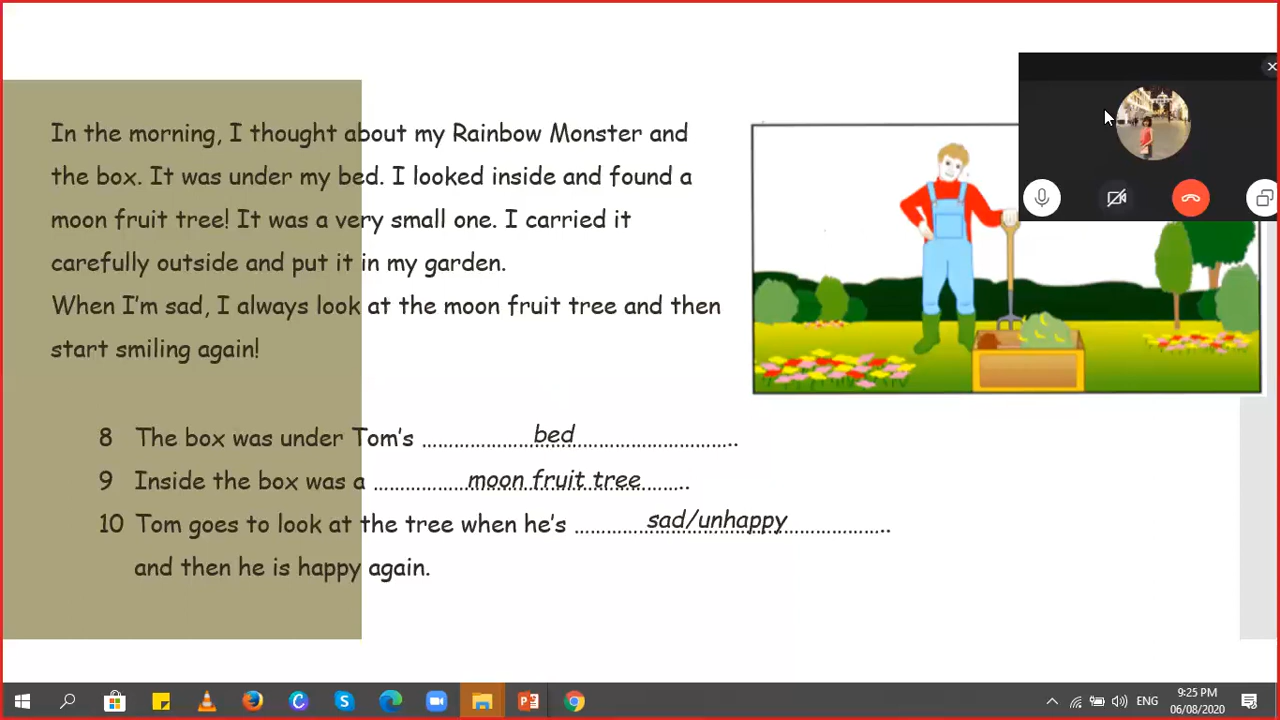 In the morning, I thought about my Rainbow Monster and
the box. It was under my bed. I looked inside and found a
moon fruit tree! It was a very small one. I carried it
carefully outside and put it in my garden.
When I'm sad, I always look at the moon fruit tree and then
start smiling again!
8 The box was under Tom's ........................ bed ........................
9 Inside the box was a ........................ moon fruit tree ........................
10 Tom goes to look at the tree when he's ........................ sad/unhappy ........................
and then he is happy again.
ENG
9:25 PM
06/08/2020